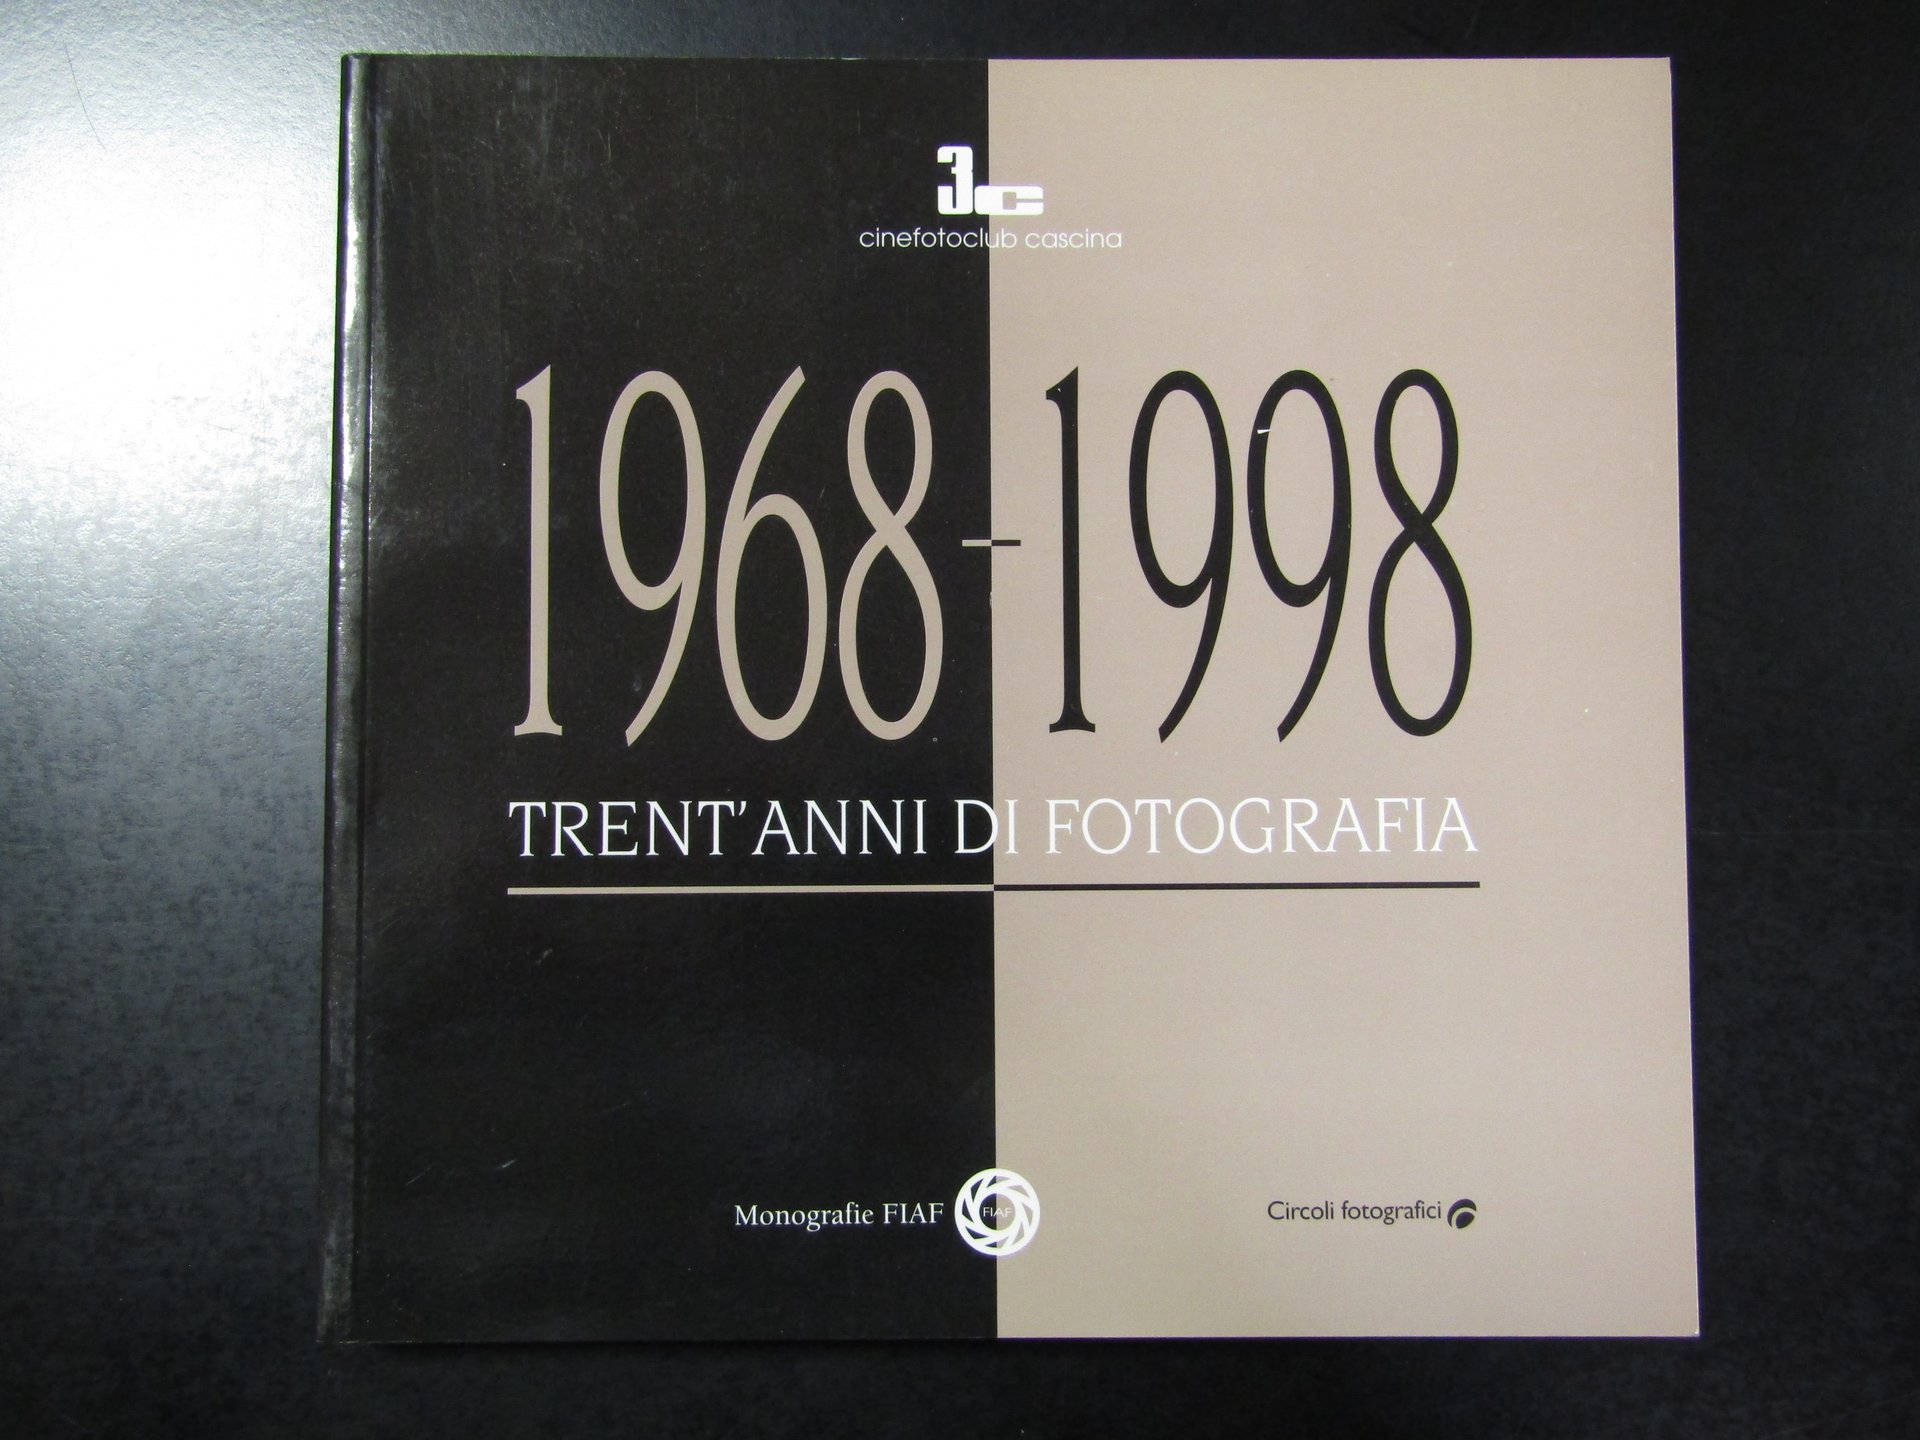 3c
cinefotoclub cascina
1968-1998
TRENT'ANNI DI FOTOGRAFIA
Monografie FIAF
FIAF
Circoli fotografici